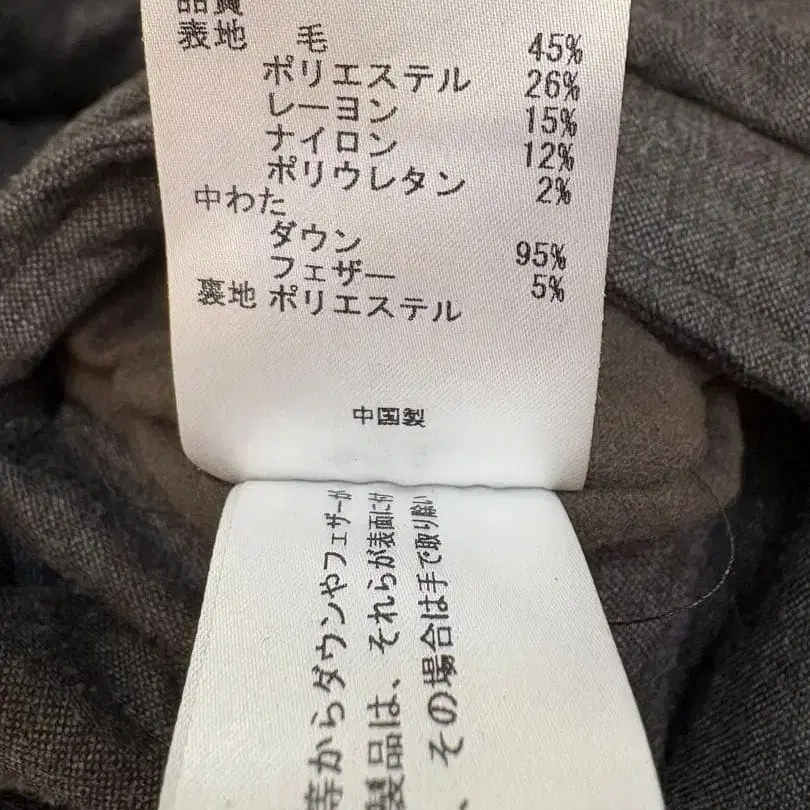 品質
表地 毛 45%
ポリエステル 26%
レーヨン 15%
ナイロン 12%
ポリウレタン 2%
中わた
ダウン 95%
フェザー 5%
裏地 ポリエステル
中国製
等からダウンやフェザーが
製品は、それらが表面に付
、その場合は手で取り除い